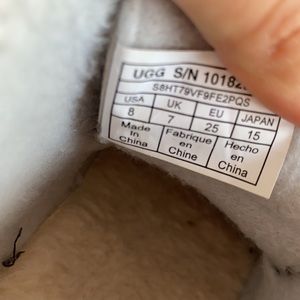 UGG S/N 10182
S8HT79VF9FE2PQS
USA UK EU JAPAN
8 7 25 15
Made Fabrique Hecho
In en en
China Chine China